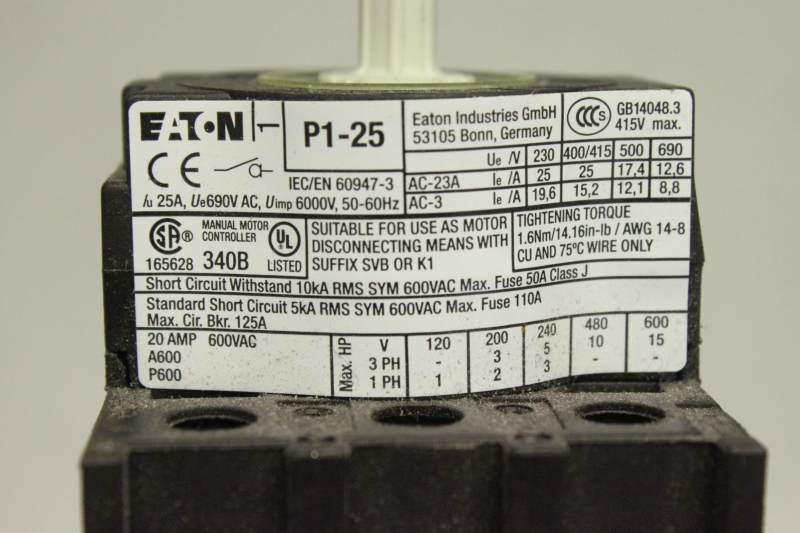 EATON
1
P1-25
CE
IEC/EN 60947-3
Iu 25A, Ue690V AC, Uimp 6000V, 50-60Hz
Eaton Industries GmbH
53105 Bonn, Germany
CCC S
GB14048.3
415V max.
Ue /V 230 400/415 500 690
AC-23A Ie /A 25 25 17,4 12,6
AC-3 Ie /A 19,6 15,2 12,1 8,8
SA ®
165628
MANUAL MOTOR
CONTROLLER
340B
UL
LISTED
SUITABLE FOR USE AS MOTOR
DISCONNECTING MEANS WITH
SUFFIX SVB OR K1
TIGHTENING TORQUE
1.6Nm/14.16in-lb / AWG 14-8
CU AND 75°C WIRE ONLY
Short Circuit Withstand 10kA RMS SYM 600VAC Max. Fuse 50A Class J
Standard Short Circuit 5kA RMS SYM 600VAC Max. Fuse 110A
Max. Cir. Bkr. 125A
20 AMP 600VAC
A600
P600
Max. HP
V 120 200 240 480 600
3 PH - 3 5 10 15
1 PH 1 2 3 - -